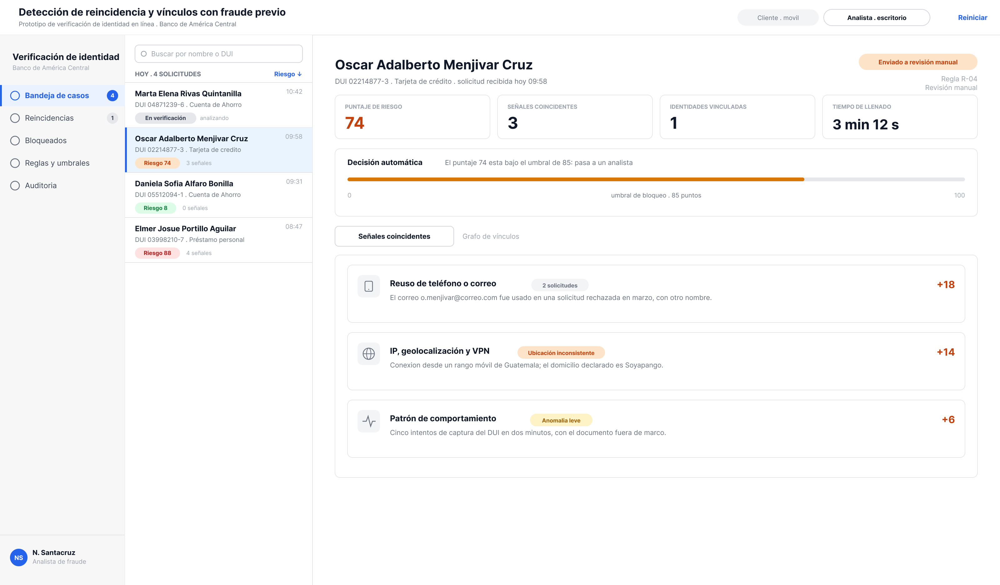 Detección de reincidencia y vínculos con fraude previo
Prototipo de verificación de identidad en línea . Banco de América Central
Cliente . movil
Analista . escritorio
Reiniciar
Verificación de identidad
Banco de América Central
Bandeja de casos
4
Reincidencias
1
Bloqueados
Reglas y umbrales
Auditoria
N. Santacruz
NS
Analista de fraude
Buscar por nombre o DUI
HOY . 4 SOLICITUDES
Riesgo ↓
Marta Elena Rivas Quintanilla
10:42
DUI 04871239-6 . Cuenta de Ahorro
En verificación
analizando
Oscar Adalberto Menjivar Cruz
09:58
DUI 02214877-3 . Tarjeta de credito
Riesgo 74
3 señales
Daniela Sofia Alfaro Bonilla
09:31
DUI 05512094-1 . Cuenta de Ahorro
Riesgo 8
0 señales
Elmer Josue Portillo Aguilar
08:47
DUI 03998210-7 . Préstamo personal
Riesgo 88
4 señales
Oscar Adalberto Menjivar Cruz
DUI 02214877-3 . Tarjeta de crédito . solicitud recibida hoy 09:58
Enviado a revisión manual
Regla R-04
Revisión manual
PUNTAJE DE RIESGO
74
SEÑALES COINCIDENTES
3
IDENTIDADES VINCULADAS
1
TIEMPO DE LLENADO
3 min 12 s
Decisión automática
El puntaje 74 esta bajo el umbral de 85: pasa a un analista
0
umbral de bloqueo . 85 puntos
100
Señales coincidentes
Grafo de vínculos
Reuso de teléfono o correo
2 solicitudes
+18
El correo o.menjivar@correo.com fue usado en una solicitud rechazada en marzo, con otro nombre.
IP, geolocalización y VPN
Ubicación inconsistente
+14
Conexion desde un rango móvil de Guatemala; el domicilio declarado es Soyapango.
Patrón de comportamiento
Anomalia leve
+6
Cinco intentos de captura del DUI en dos minutos, con el documento fuera de marco.